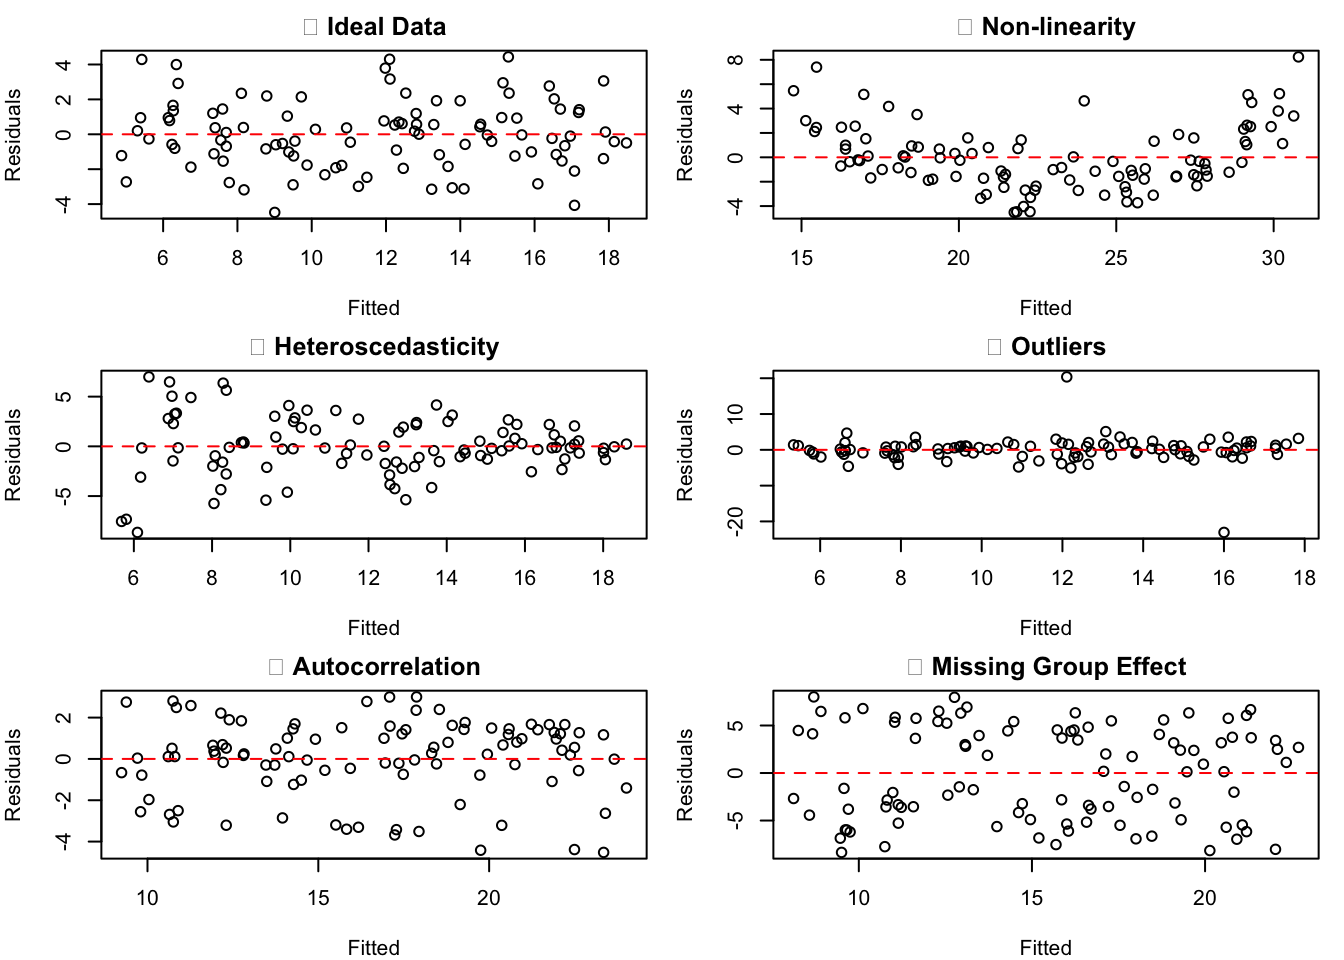 □ Ideal Data
Residuals
4
2
0
-4
6 8 10 12 14 16 18
Fitted
□ Non-linearity
Residuals
8
4
0
-4
15 20 25 30
Fitted
□ Heteroscedasticity
Residuals
5
0
-5
6 8 10 12 14 16 18
Fitted
□ Outliers
Residuals
10
0
-20
6 8 10 12 14 16 18
Fitted
□ Autocorrelation
Residuals
2
0
-2
-4
10 15 20
Fitted
□ Missing Group Effect
Residuals
5
0
-5
10 15 20
Fitted